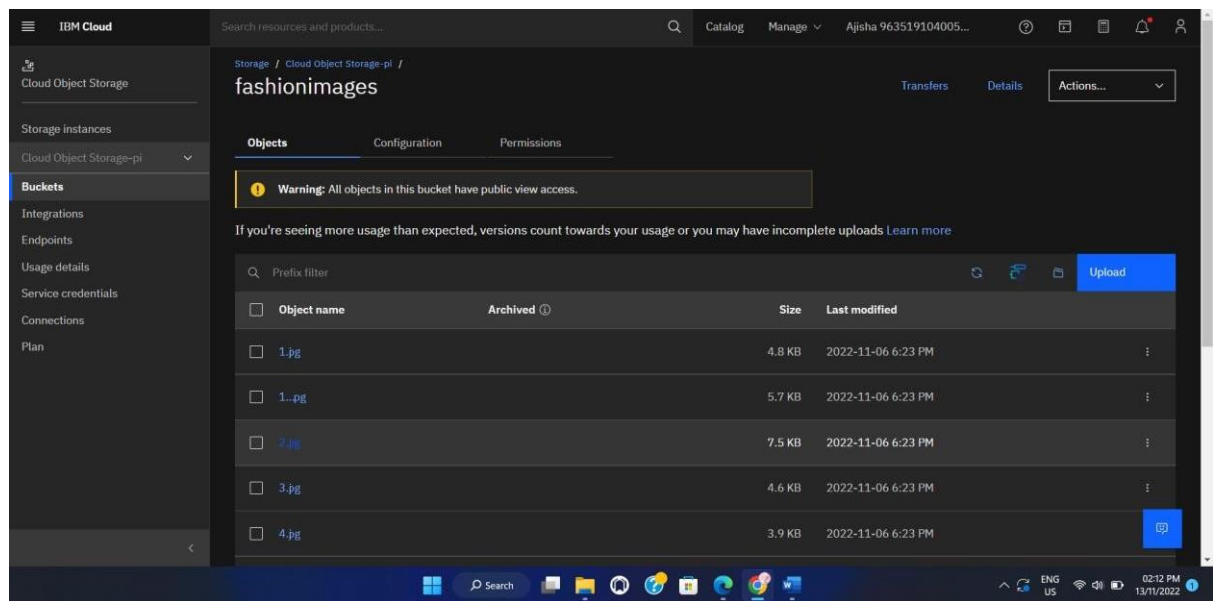 IBM Cloud
Search resources and products...
Catalog
Manage
Ajisha 963519104005...
Cloud Object Storage
Storage instances
Cloud Object Storage-pi
Buckets
Integrations
Endpoints
Usage details
Service credentials
Connections
Plan
Storage / Cloud Object Storage-pi /
fashionimages
Transfers
Details
Actions...
Objects
Configuration
Permissions
Warning: All objects in this bucket have public view access.
If you're seeing more usage than expected, versions count towards your usage or you may have incomplete uploads Learn more
Prefix filter
Upload
Object name Archived Size Last modified
1.jpg 4.8 KB 2022-11-06 6:23 PM
1...pg 5.7 KB 2022-11-06 6:23 PM
2.jpg 7.5 KB 2022-11-06 6:23 PM
3.jpg 4.6 KB 2022-11-06 6:23 PM
4.jpg 3.9 KB 2022-11-06 6:23 PM
Search
ENG
US
02:12 PM
13/11/2022
1